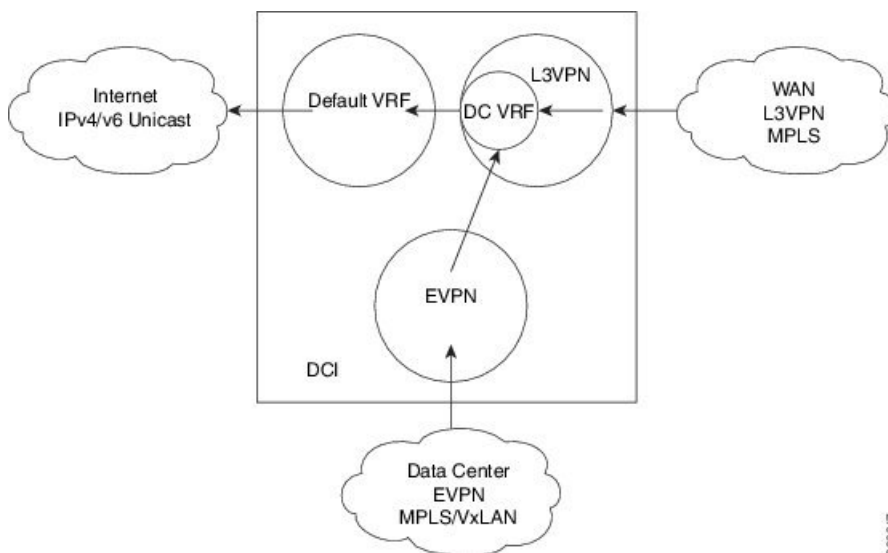 Internet
IPv4/v6 Unicast
Default VRF
L3VPN
DC VRF
WAN
L3VPN
MPLS
EVPN
DCI
Data Center
EVPN
MPLS/VxLAN